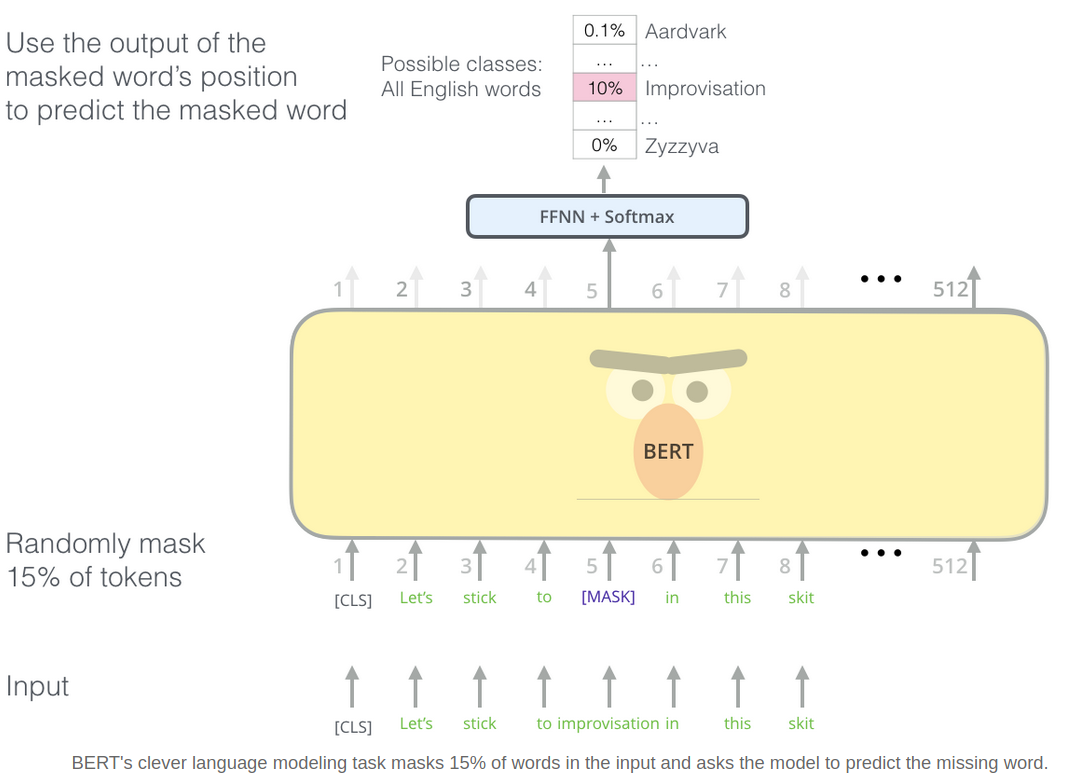 Use the output of the
masked word's position
to predict the masked word
Possible classes:
All English words
0.1% Aardvark
... ...
10% Improvisation
... ...
0% Zyzzyva
FFNN + Softmax
1 2 3 4 5 6 7 8 ••• 512
BERT
Randomly mask
15% of tokens
1 2 3 4 5 6 7 8 ••• 512
[CLS] Let's stick to [MASK] in this skit
Input
[CLS] Let's stick to improvisation in this skit
BERT's clever language modeling task masks 15% of words in the input and asks the model to predict the missing word.